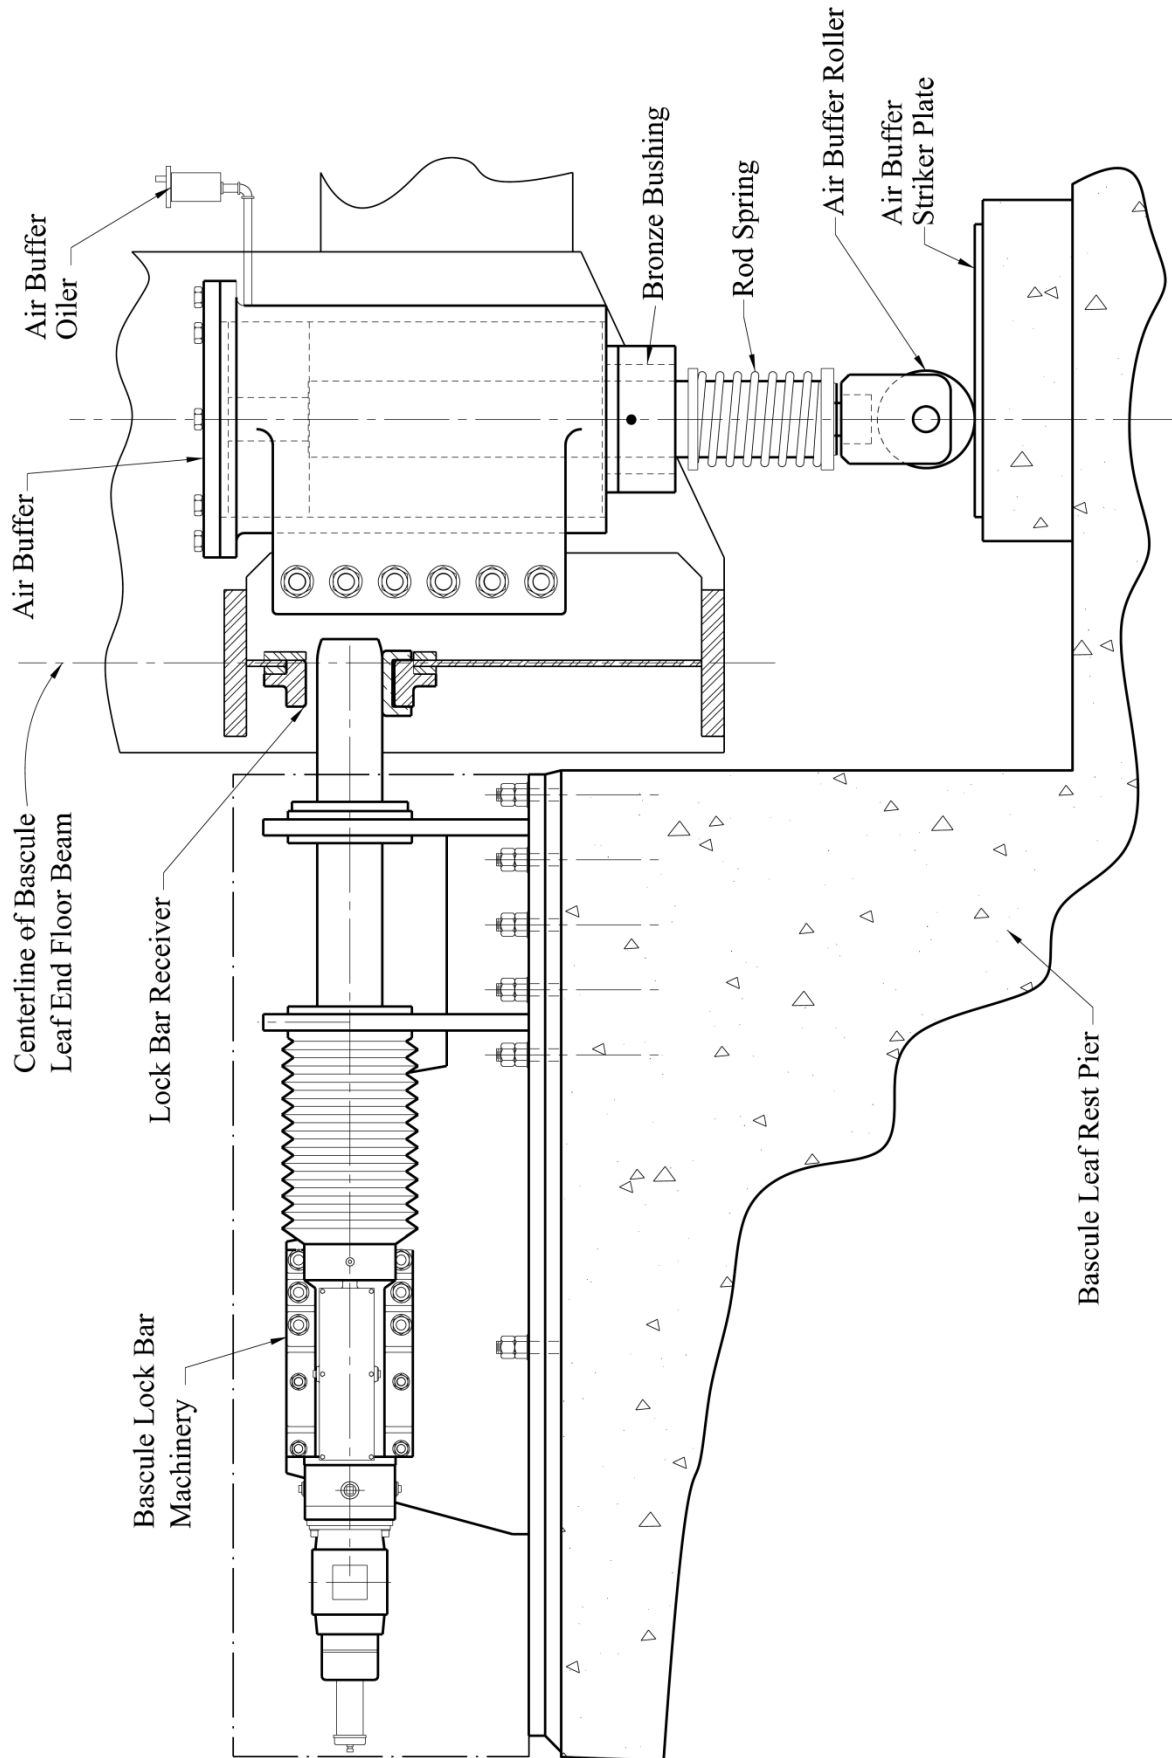 Air Buffer
Oiler
Air Buffer
Centerline of Bascule
Leaf End Floor Beam
Lock Bar Receiver
Bascule Lock Bar
Machinery
Bronze Bushing
Rod Spring
Air Buffer Roller
Air Buffer
Striker Plate
Bascule Leaf Rest Pier